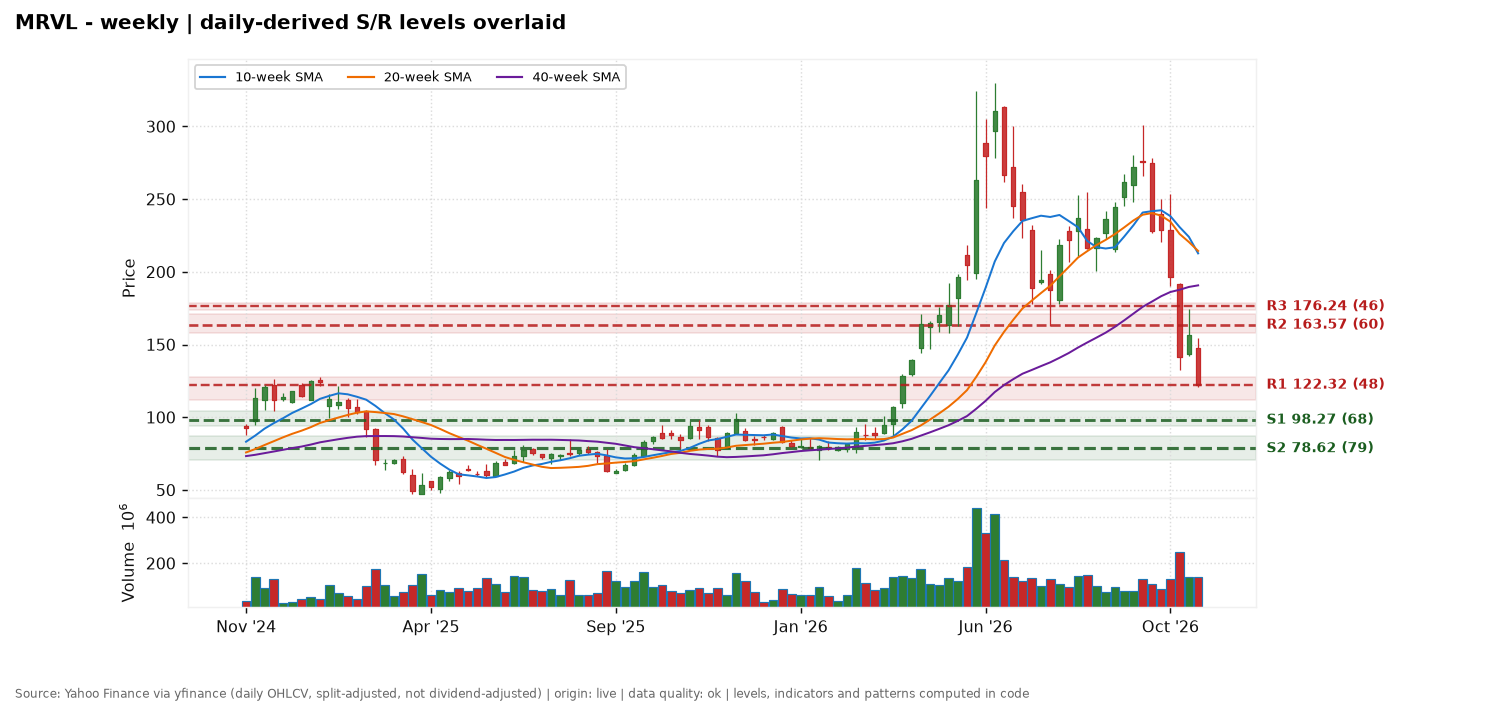 MRVL - weekly | daily-derived S/R levels overlaid
10-week SMA
20-week SMA
40-week SMA
Price
300
250
200
150
100
50
R3 176.24 (46)
R2 163.57 (60)
R1 122.32 (48)
S1 98.27 (68)
S2 78.62 (79)
Volume 10⁶
400
200
Nov '24
Apr '25
Sep '25
Jan '26
Jun '26
Oct '26
Source: Yahoo Finance via yfinance (daily OHLCV, split-adjusted, not dividend-adjusted) | origin: live | data quality: ok | levels, indicators and patterns computed in code